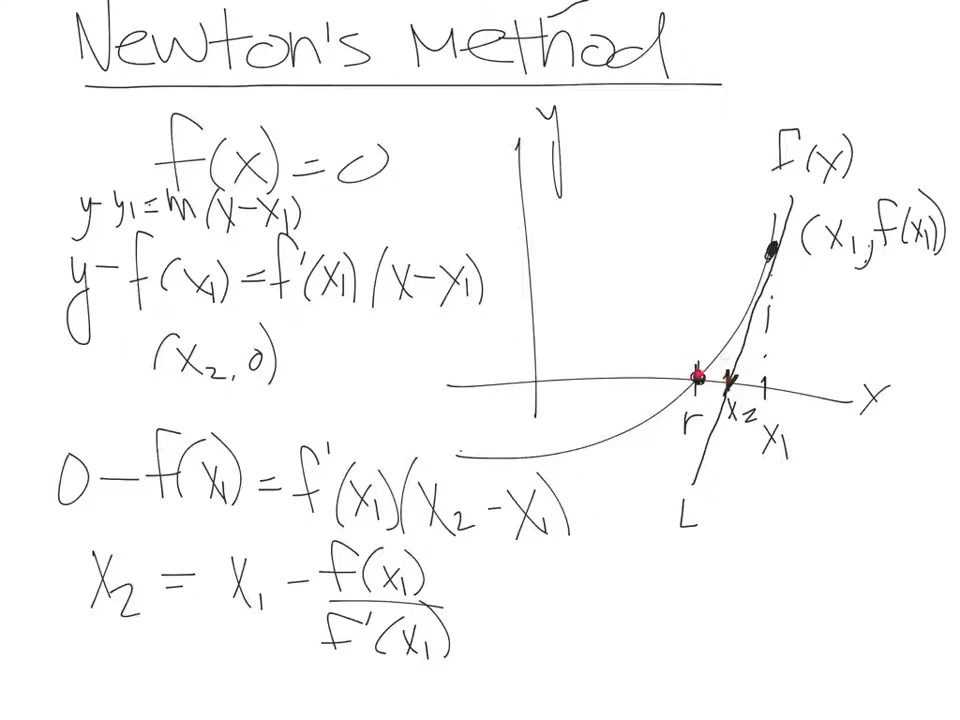 Newton's Method
f(x) = 0
y - y₁ = m (x - x₁)
y - f(x₁) = f'(x₁) (x - x₁)
(x₂, 0)
0 - f(x₁) = f'(x₁)(x₂ - x₁)
x₂ = x₁ - f(x₁) / f'(x₁)
y
f(x)
(x₁, f(x₁))
x
r
x₂
x₁
L